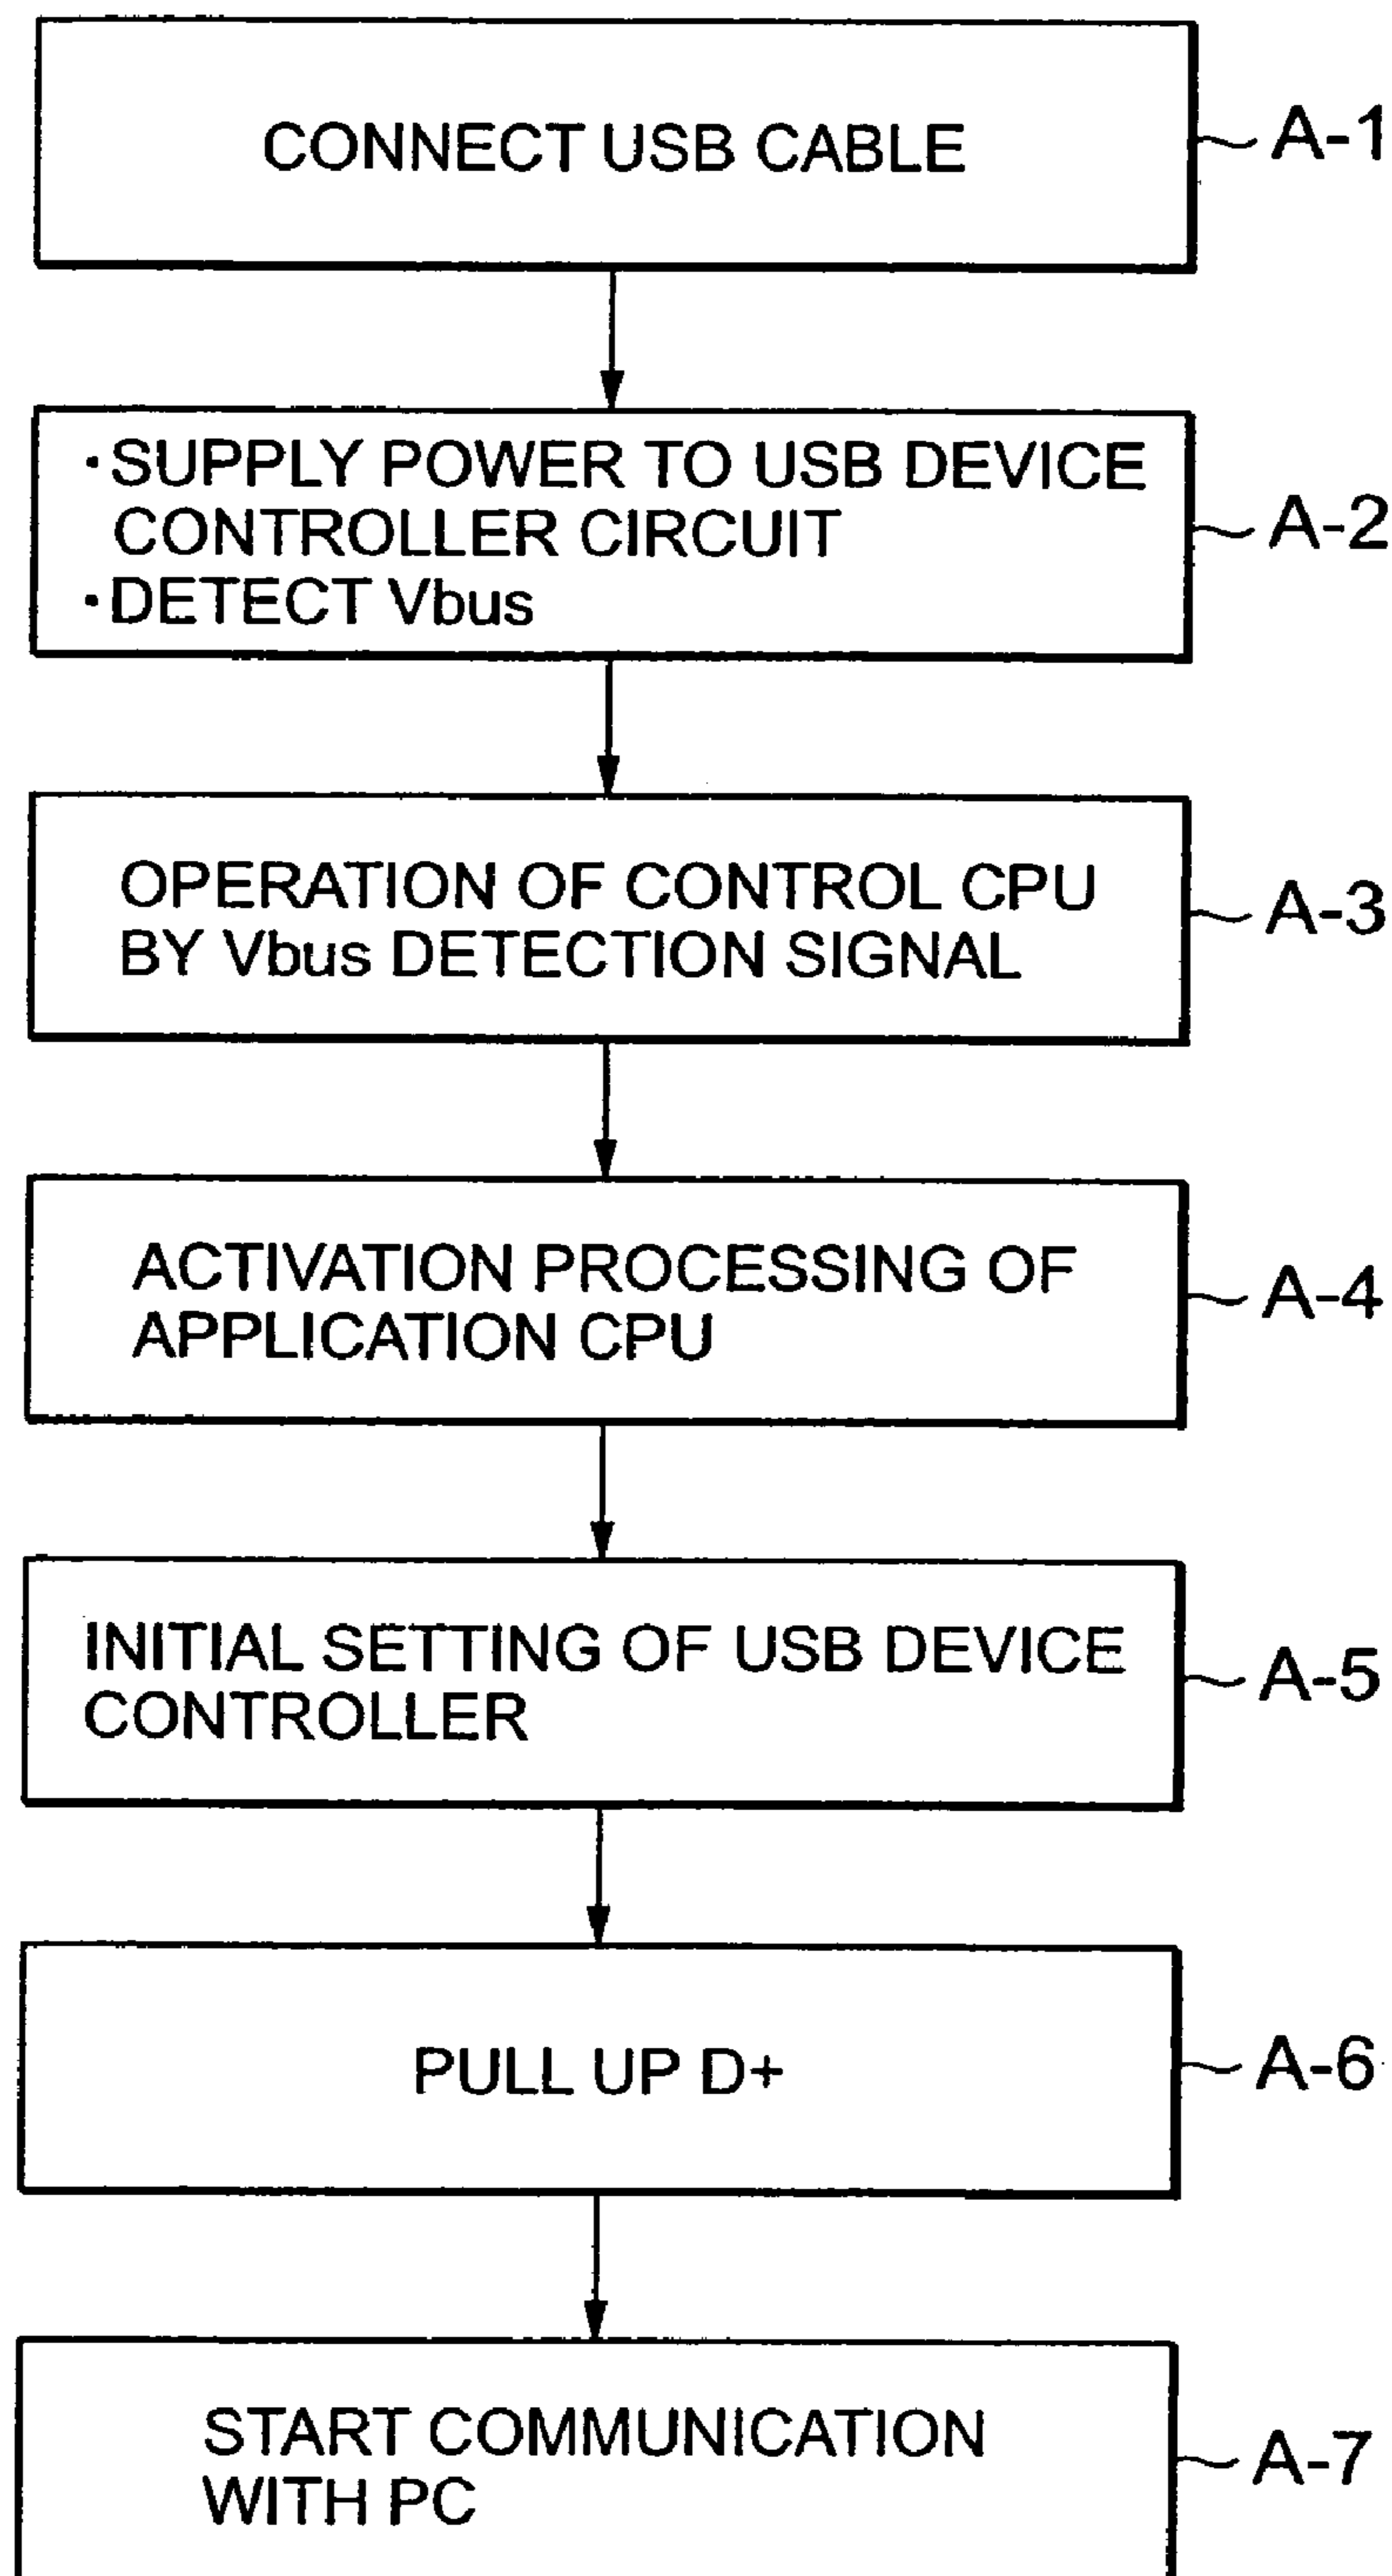 CONNECT USB CABLE
A-1
·SUPPLY POWER TO USB DEVICE
CONTROLLER CIRCUIT
·DETECT Vbus
A-2
OPERATION OF CONTROL CPU
BY Vbus DETECTION SIGNAL
A-3
ACTIVATION PROCESSING OF
APPLICATION CPU
A-4
INITIAL SETTING OF USB DEVICE
CONTROLLER
A-5
PULL UP D+
A-6
START COMMUNICATION
WITH PC
A-7